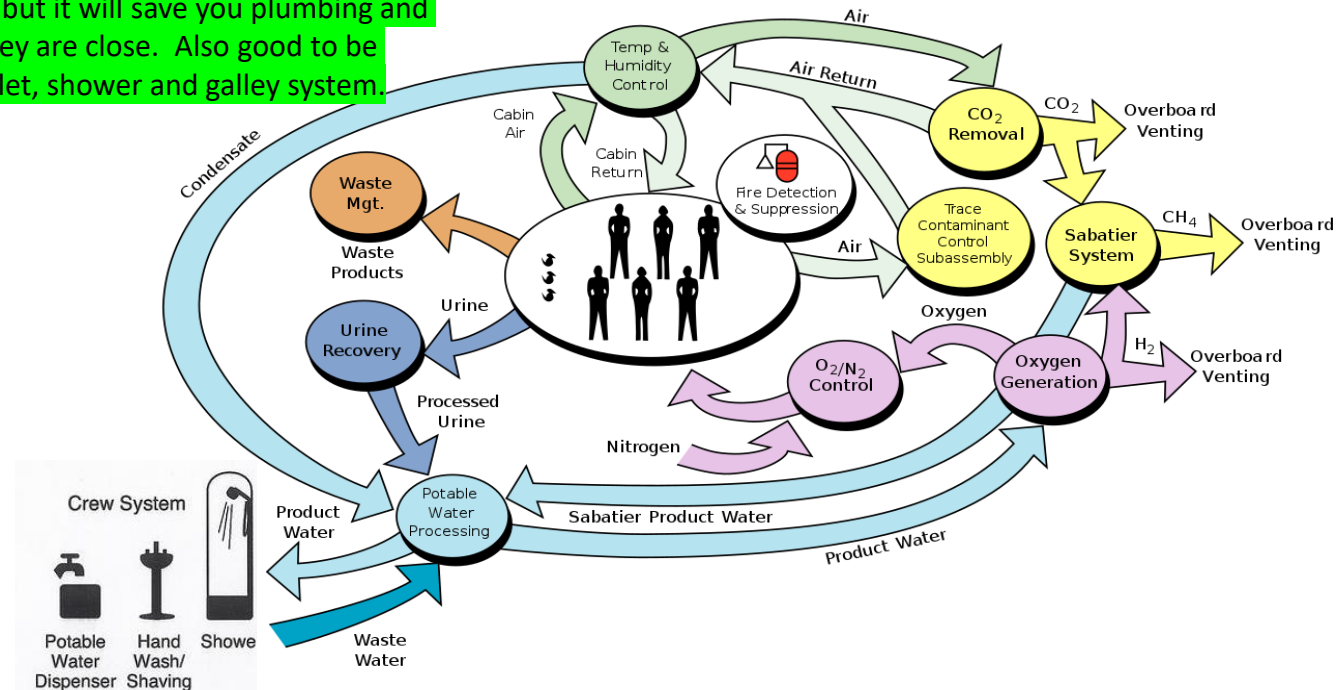 but it will save you plumbing and
ey are close.  Also good to be
let, shower and galley system.
Air
Temp &
Humidity
Control
Air Return
CO2
Removal
CO2
Overboard
Venting
Cabin
Air
Cabin
Return
Condensate
Waste
Mgt.
Waste
Products
Fire Detection
& Suppression
Trace
Contaminant
Control
Subassembly
Air
Sabatier
System
CH4
Overboard
Venting
Urine
Urine
Recovery
Processed
Urine
Oxygen
O2/N2
Control
Oxygen
Generation
H2
Overboard
Venting
Nitrogen
Potable
Water
Processing
Sabatier Product Water
Product Water
Crew System
Product
Water
Potable
Water
Dispenser
Hand
Wash/
Shaving
Showe
Waste
Water